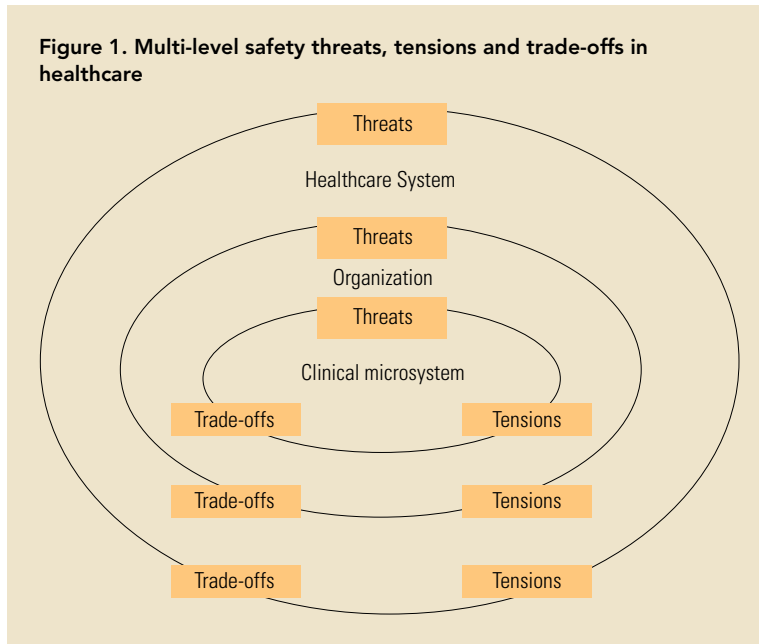 Figure 1. Multi-level safety threats, tensions and trade-offs in
healthcare
Threats
Healthcare System
Threats
Organization
Threats
Clinical microsystem
Trade-offs
Tensions
Trade-offs
Tensions
Trade-offs
Tensions